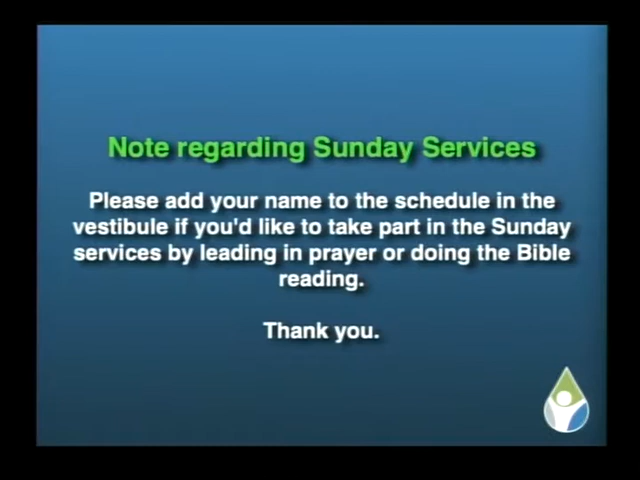 Note regarding Sunday Services
Please add your name to the schedule in the
vestibule if you'd like to take part in the Sunday
services by leading in prayer or doing the Bible
reading.
Thank you.